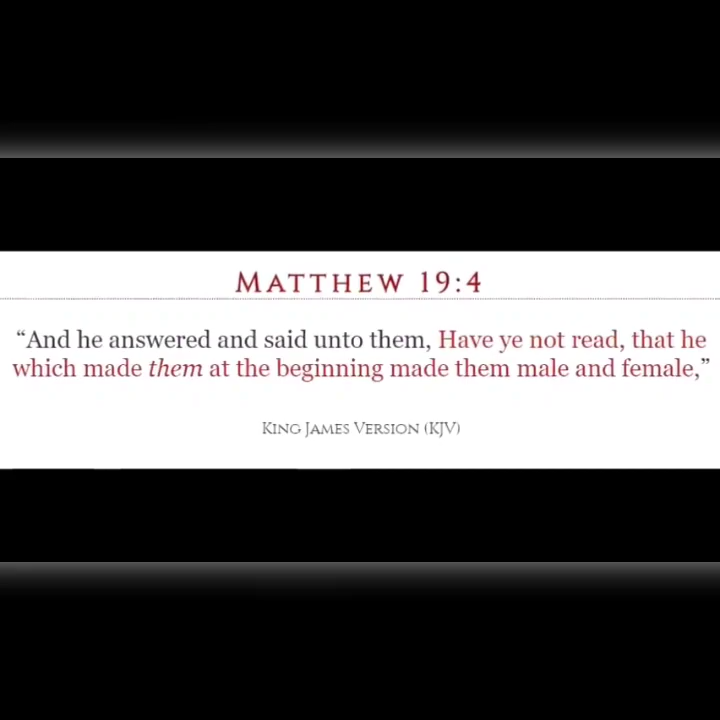 MATTHEW 19:4
“And he answered and said unto them, Have ye not read, that he
which made them at the beginning made them male and female,”
KING JAMES VERSION (KJV)